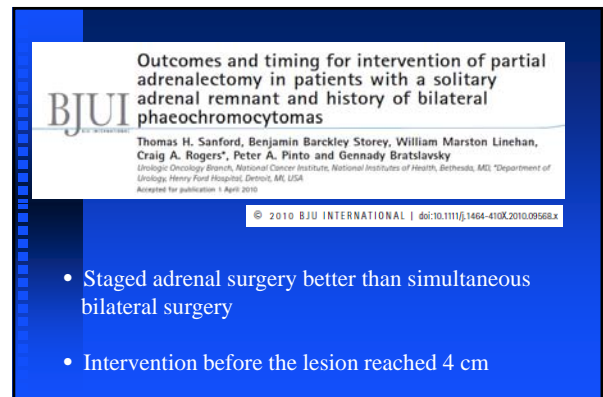 Outcomes and timing for intervention of partial
adrenalectomy in patients with a solitary
adrenal remnant and history of bilateral
phaeochromocytomas
BJUI
BJU INTERNATIONAL
Thomas H. Sanford, Benjamin Barckley Storey, William Marston Linehan,
Craig A. Rogers*, Peter A. Pinto and Gennady Bratslavsky
Urologic Oncology Branch, National Cancer Institute, National Institutes of Health, Bethesda, MD, *Department of
Urology, Henry Ford Hospital, Detroit, MI, USA
Accepted for publication 1 April 2010
© 2010 BJU INTERNATIONAL | doi:10.1111/j.1464-410X.2010.09568.x
• Staged adrenal surgery better than simultaneous
bilateral surgery
• Intervention before the lesion reached 4 cm